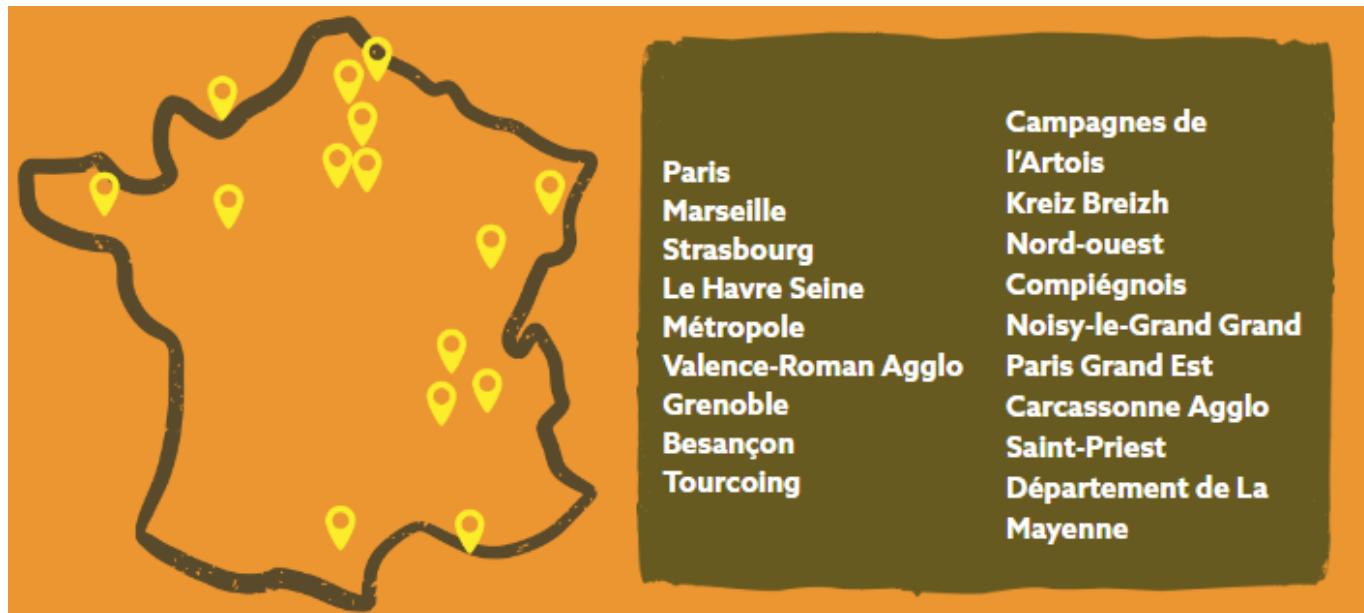 Paris
Marseille
Strasbourg
Le Havre Seine
Métropole
Valence-Roman Agglo
Grenoble
Besançon
Tourcoing
Campagnes de
l'Artois
Kreiz Breizh
Nord-ouest
Compiégnois
Noisy-le-Grand Grand
Paris Grand Est
Carcassonne Agglo
Saint-Priest
Département de La
Mayenne